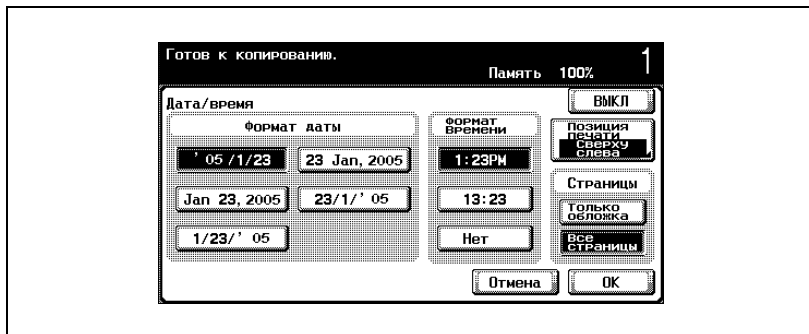 Готов к копированию.
Память 100% 1
Дата/время
ВЫКЛ
Формат даты
' 05 /1/23
23 Jan, 2005
Jan 23, 2005
23/1/' 05
1/23/' 05
Формат
Времени
1:23PM
13:23
Нет
Позиция
печати
Сверху
слева
Страницы
Только
обложка
Все
страницы
Отмена
OK